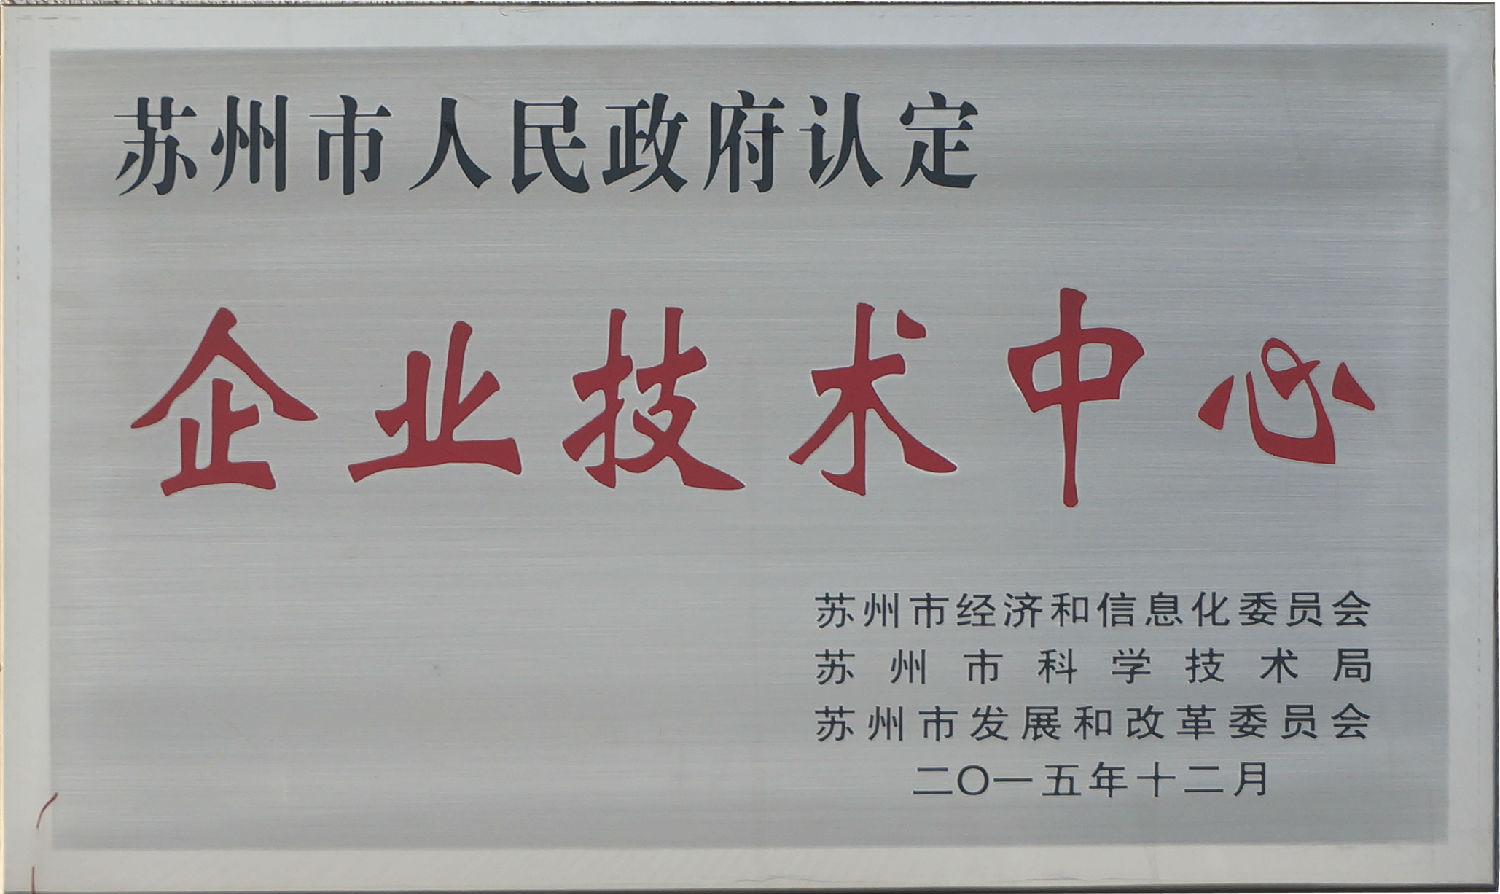 苏州市人民政府认定
企业技术中心
苏州市经济和信息化委员会
苏州市科学技术局
苏州市发展和改革委员会
二〇一五年十二月